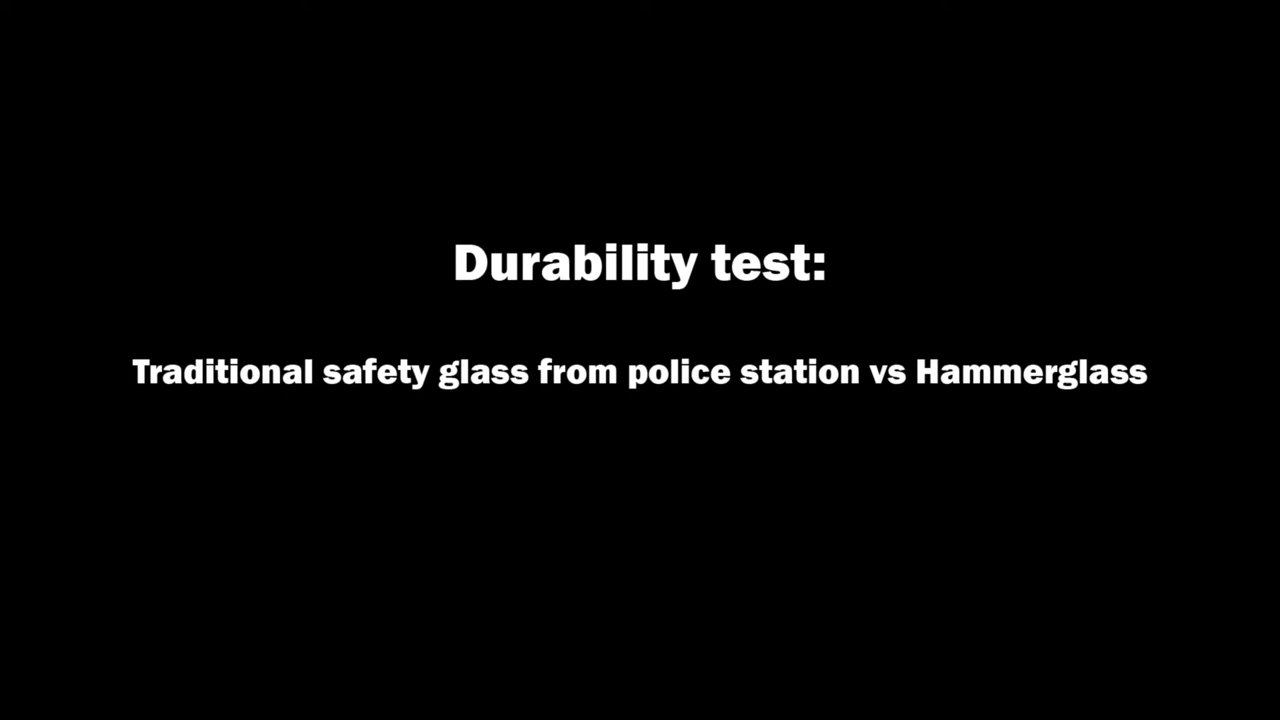 Durability test:
Traditional safety glass from police station vs Hammerglass